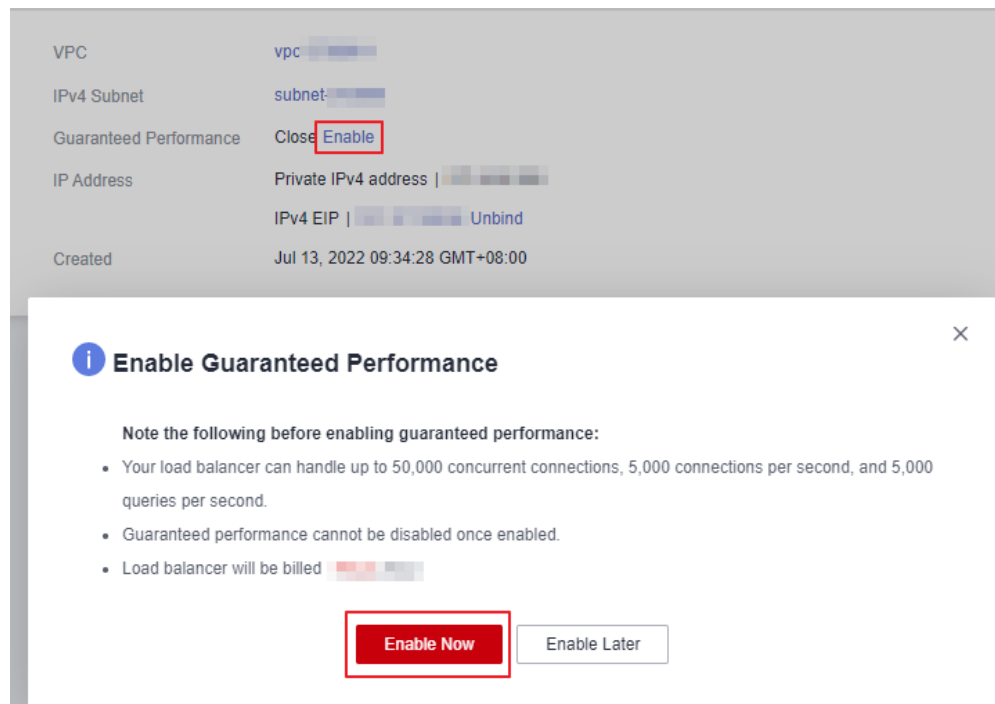 VPC vpc
IPv4 Subnet subnet-
Guaranteed Performance Close Enable
IP Address Private IPv4 address |
IPv4 EIP | Unbind
Created Jul 13, 2022 09:34:28 GMT+08:00
Enable Guaranteed Performance
Note the following before enabling guaranteed performance:
• Your load balancer can handle up to 50,000 concurrent connections, 5,000 connections per second, and 5,000
queries per second.
• Guaranteed performance cannot be disabled once enabled.
• Load balancer will be billed
Enable Now Enable Later